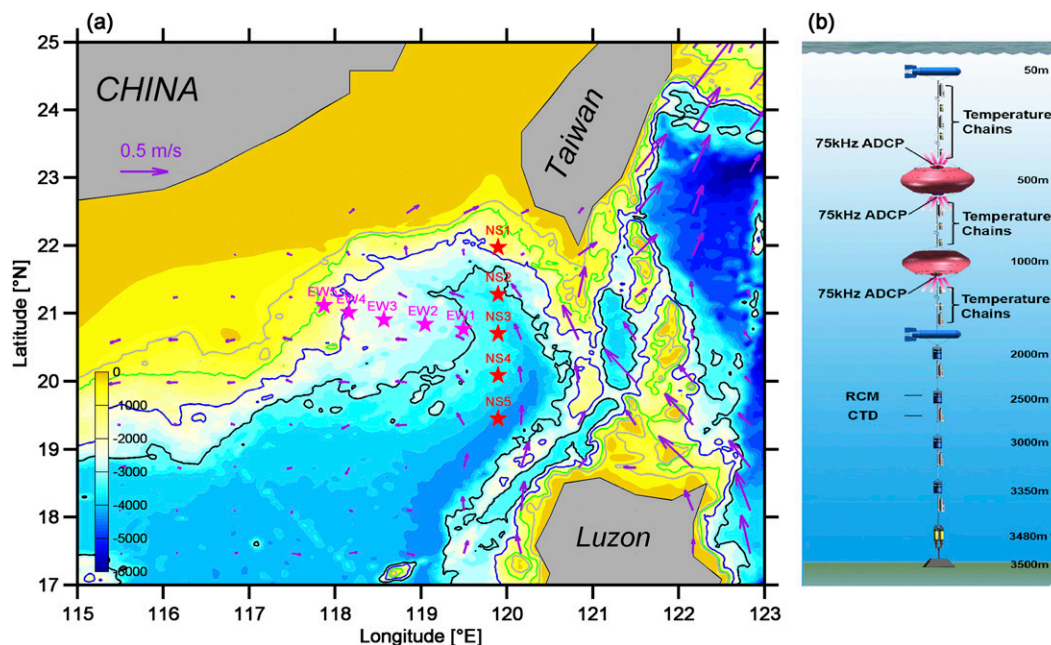 (a)
25
24
23
22
21
20
19
18
17
Latitude [°N]
CHINA
0.5 m/s
Taiwan
Luzon
NS1
NS2
NS3
NS4
NS5
EW5
EW4
EW3
EW2
EW1
0
-1000
-2000
-3000
-4000
-5000
-6000
115 116 117 118 119 120 121 122 123
Longitude [°E]
(b)
50m
Temperature
Chains
75kHz ADCP
500m
75kHz ADCP
Temperature
Chains
1000m
75kHz ADCP
Temperature
Chains
2000m
RCM
2500m
CTD
3000m
3350m
3480m
3500m